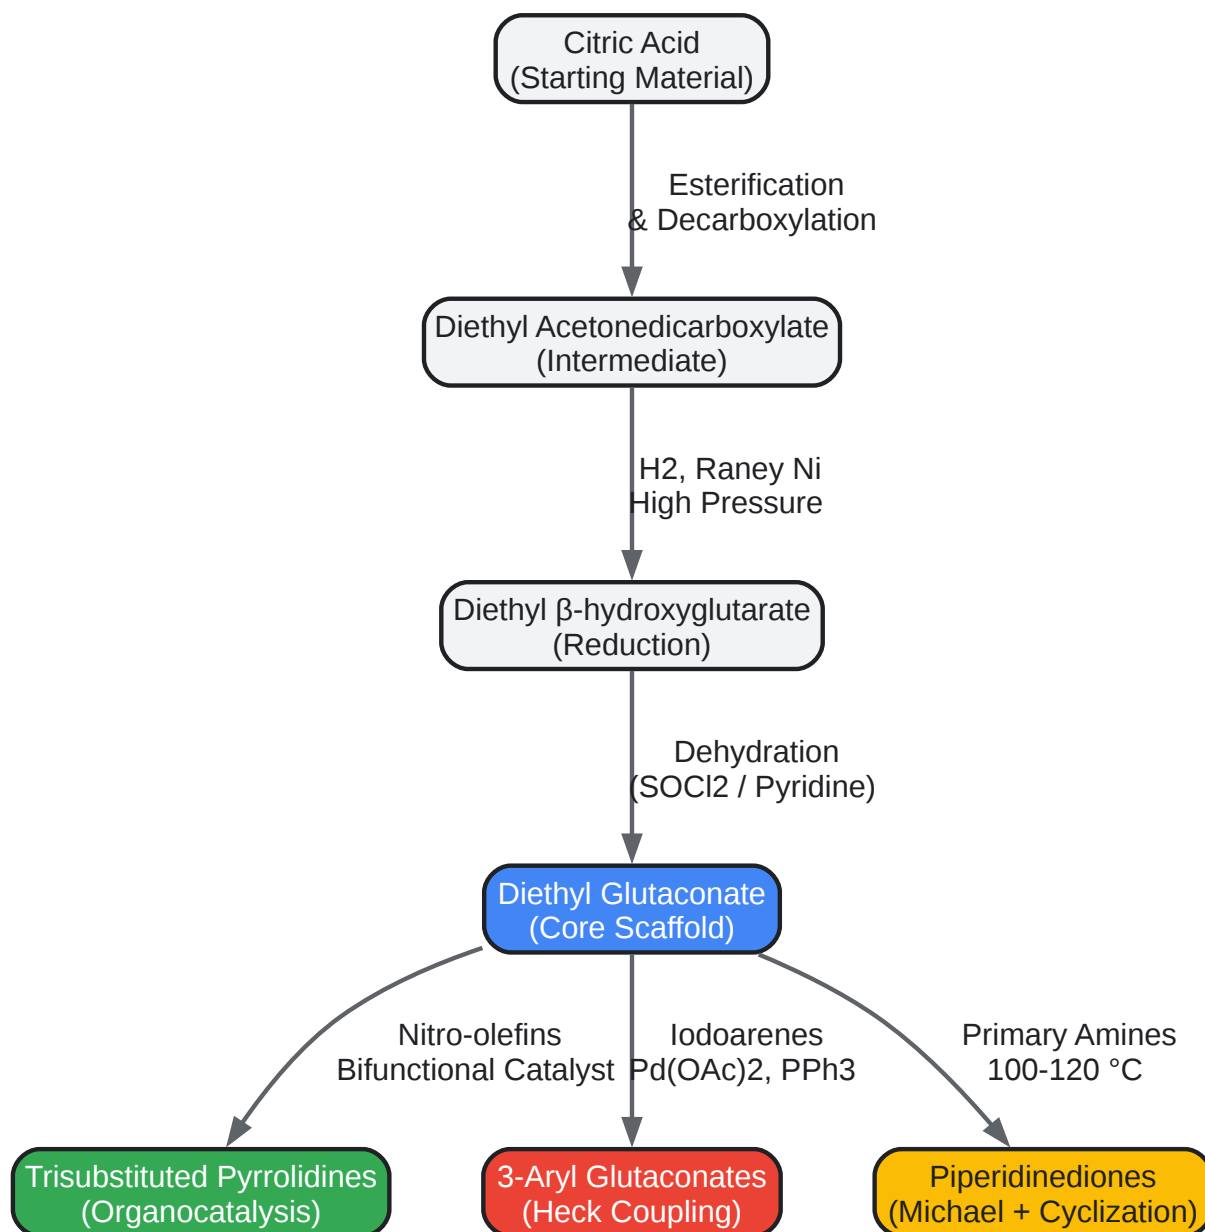 Citric Acid
(Starting Material)
Esterification
& Decarboxylation
Diethyl Acetonedicarboxylate
(Intermediate)
H2, Raney Ni
High Pressure
Diethyl β-hydroxyglutarate
(Reduction)
Dehydration
(SOCl2 / Pyridine)
Diethyl Glutaconate
(Core Scaffold)
Nitro-olefins
Bifunctional Catalyst
Iodoarenes
Pd(OAc)2, PPh3
Primary Amines
100-120 °C
Trisubstituted Pyrrolidines
(Organocatalysis)
3-Aryl Glutaconates
(Heck Coupling)
Piperidinediones
(Michael + Cyclization)